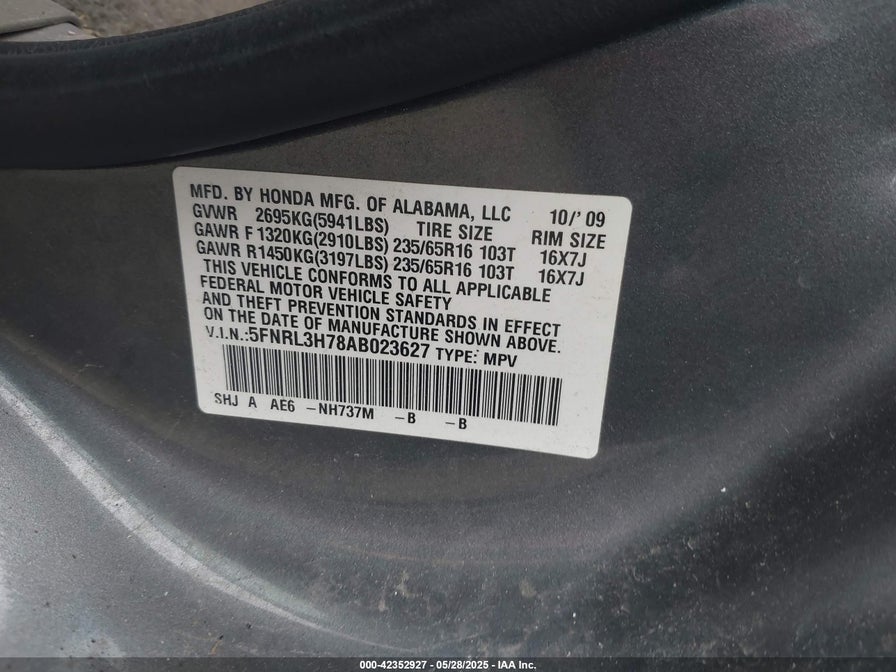 MFD. BY HONDA MFG. OF ALABAMA, LLC 10/'09
GVWR 2695KG(5941LBS) TIRE SIZE RIM SIZE
GAWR F 1320KG(2910LBS) 235/65R16 103T 16X7J
GAWR R1450KG(3197LBS) 235/65R16 103T 16X7J
THIS VEHICLE CONFORMS TO ALL APPLICABLE
FEDERAL MOTOR VEHICLE SAFETY
AND THEFT PREVENTION STANDARDS IN EFFECT
ON THE DATE OF MANUFACTURE SHOWN ABOVE.
V.I.N.:5FNRL3H78AB023627 TYPE: MPV
SHJ A AE6 -NH737M -B -B
000-42352927 - 05/28/2025 - IAA Inc.